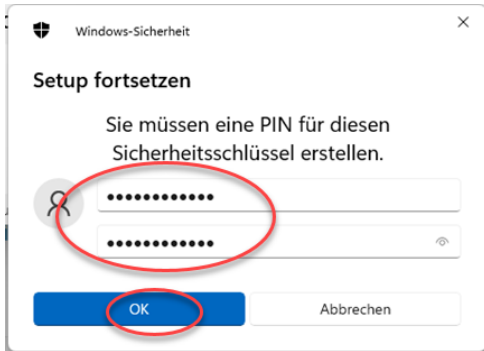 Windows-Sicherheit
Setup fortsetzen
Sie müssen eine PIN für diesen
Sicherheitsschlüssel erstellen.
••••••••••••
••••••••••••
OK Abbrechen